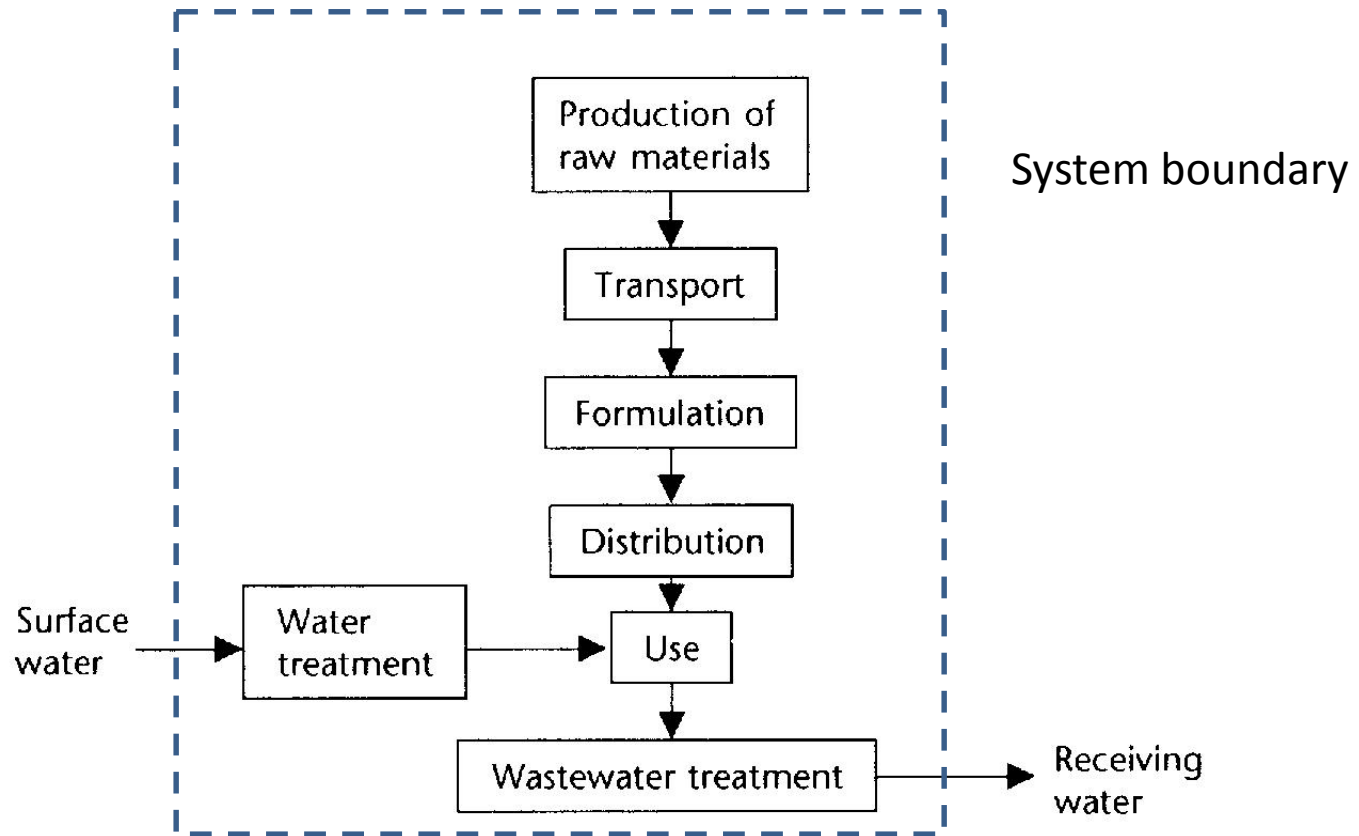 Production of
raw materials
System boundary
Transport
Formulation
Distribution
Surface
water
Water
treatment
Use
Wastewater treatment
Receiving
water